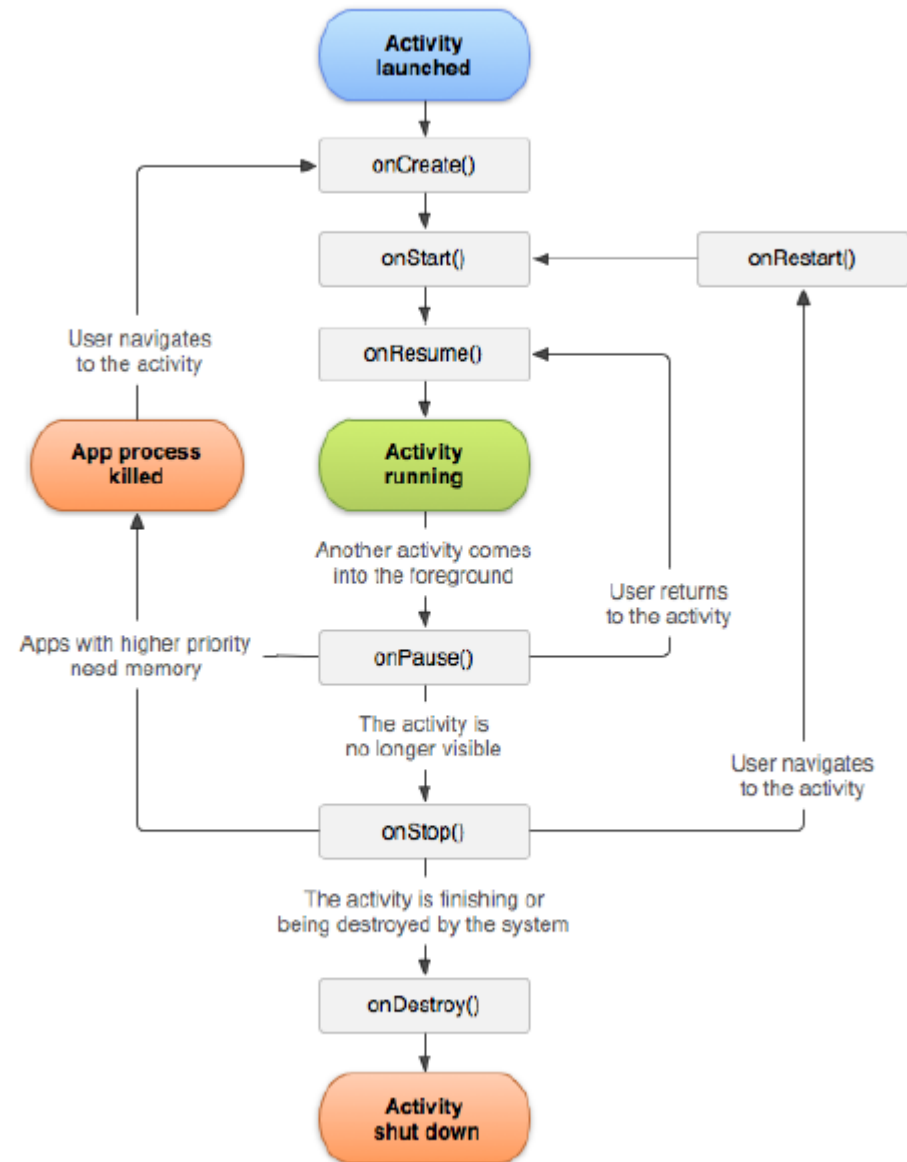 Activity
launched
onCreate()
onStart()
onRestart()
User navigates
to the activity
onResume()
App process
killed
Activity
running
Another activity comes
into the foreground
User returns
to the activity
Apps with higher priority
need memory
onPause()
The activity is
no longer visible
User navigates
to the activity
onStop()
The activity is finishing or
being destroyed by the system
onDestroy()
Activity
shut down